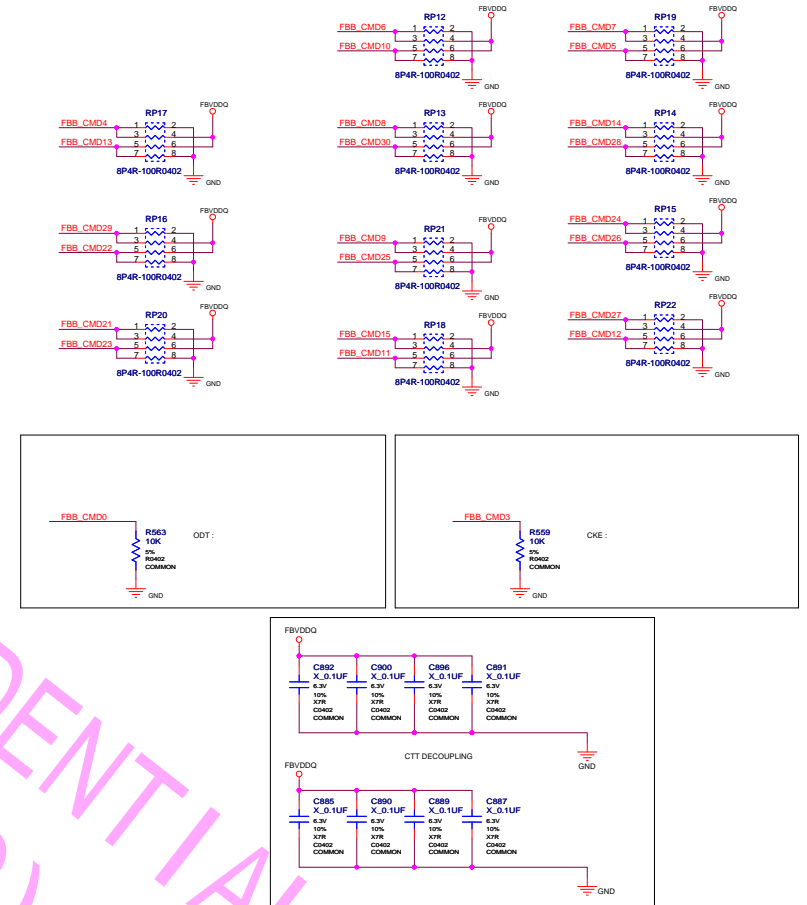 RP12
FBVDDQ
FBB_CMD6
FBB_CMD10
1 2
3 4
5 6
7 8
8P4R-100R0402
GND
RP19
FBVDDQ
FBB_CMD7
FBB_CMD5
1 2
3 4
5 6
7 8
8P4R-100R0402
GND
RP17
FBVDDQ
FBB_CMD4
FBB_CMD13
1 2
3 4
5 6
7 8
8P4R-100R0402
GND
RP13
FBVDDQ
FBB_CMD8
FBB_CMD30
1 2
3 4
5 6
7 8
8P4R-100R0402
GND
RP14
FBVDDQ
FBB_CMD14
FBB_CMD28
1 2
3 4
5 6
7 8
8P4R-100R0402
GND
RP16
FBVDDQ
FBB_CMD29
FBB_CMD22
1 2
3 4
5 6
7 8
8P4R-100R0402
GND
RP21
FBVDDQ
FBB_CMD9
FBB_CMD25
1 2
3 4
5 6
7 8
8P4R-100R0402
GND
RP15
FBVDDQ
FBB_CMD24
FBB_CMD26
1 2
3 4
5 6
7 8
8P4R-100R0402
GND
RP20
FBVDDQ
FBB_CMD21
FBB_CMD23
1 2
3 4
5 6
7 8
8P4R-100R0402
GND
RP18
FBVDDQ
FBB_CMD15
FBB_CMD11
1 2
3 4
5 6
7 8
8P4R-100R0402
GND
RP22
FBVDDQ
FBB_CMD27
FBB_CMD12
1 2
3 4
5 6
7 8
8P4R-100R0402
GND
FBB_CMD0
R563
10K
5%
R0402
COMMON
GND
ODT :
FBB_CMD3
R559
10K
5%
R0402
COMMON
GND
CKE :
FBVDDQ
C892
X_0.1UF
6.3V
10%
X7R
C0402
COMMON
C900
X_0.1UF
6.3V
10%
X7R
C0402
COMMON
C896
X_0.1UF
6.3V
10%
X7R
C0402
COMMON
C891
X_0.1UF
6.3V
10%
X7R
C0402
COMMON
GND
CTT DECOUPLING
FBVDDQ
C885
X_0.1UF
6.3V
10%
X7R
C0402
COMMON
C890
X_0.1UF
6.3V
10%
X7R
C0402
COMMON
C889
X_0.1UF
6.3V
10%
X7R
C0402
COMMON
C887
X_0.1UF
6.3V
10%
X7R
C0402
COMMON
GND
DENTIAL